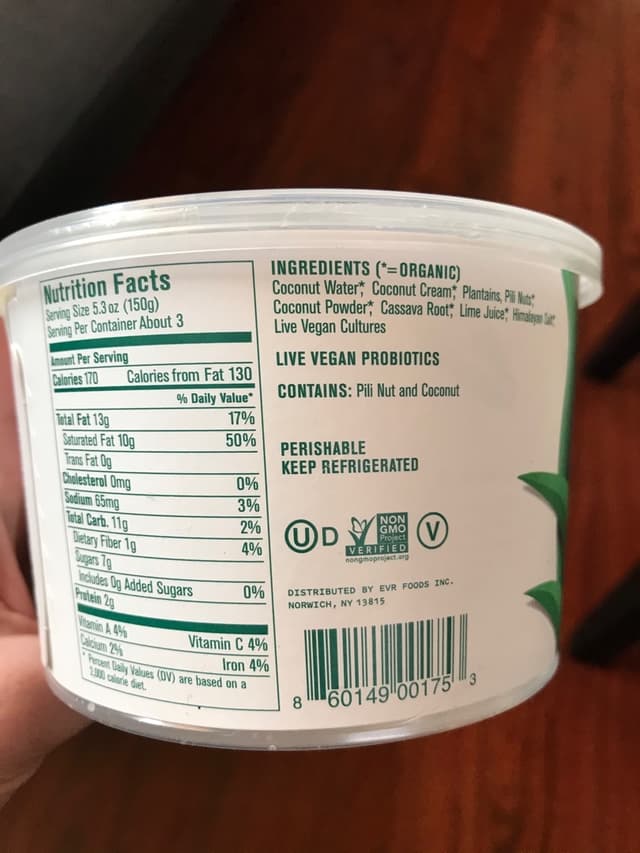 Nutrition Facts
Serving Size 5.3 oz (150g)
Serving Per Container About 3
Amount Per Serving
Calories 170 Calories from Fat 130
% Daily Value*
Total Fat 13g 17%
Saturated Fat 10g 50%
Trans Fat 0g
Cholesterol 0mg 0%
Sodium 65mg 3%
Total Carb. 11g 2%
Dietary Fiber 1g 4%
Sugars 7g
Includes 0g Added Sugars 0%
Protein 2g
Vitamin A 4% Vitamin C 4%
Calcium 2% Iron 4%
* Percent Daily Values (DV) are based on a
2,000 calorie diet.
INGREDIENTS (*=ORGANIC)
Coconut Water*, Coconut Cream*, Plantains, Pili Nuts*,
Coconut Powder*, Cassava Root*, Lime Juice*, Himalayan Salt*,
Live Vegan Cultures
LIVE VEGAN PROBIOTICS
CONTAINS: Pili Nut and Coconut
PERISHABLE
KEEP REFRIGERATED
U D NON GMO Project VERIFIED V
nongmoproject.org
DISTRIBUTED BY EVR FOODS INC.
NORWICH, NY 13815
8 60149 00175 3